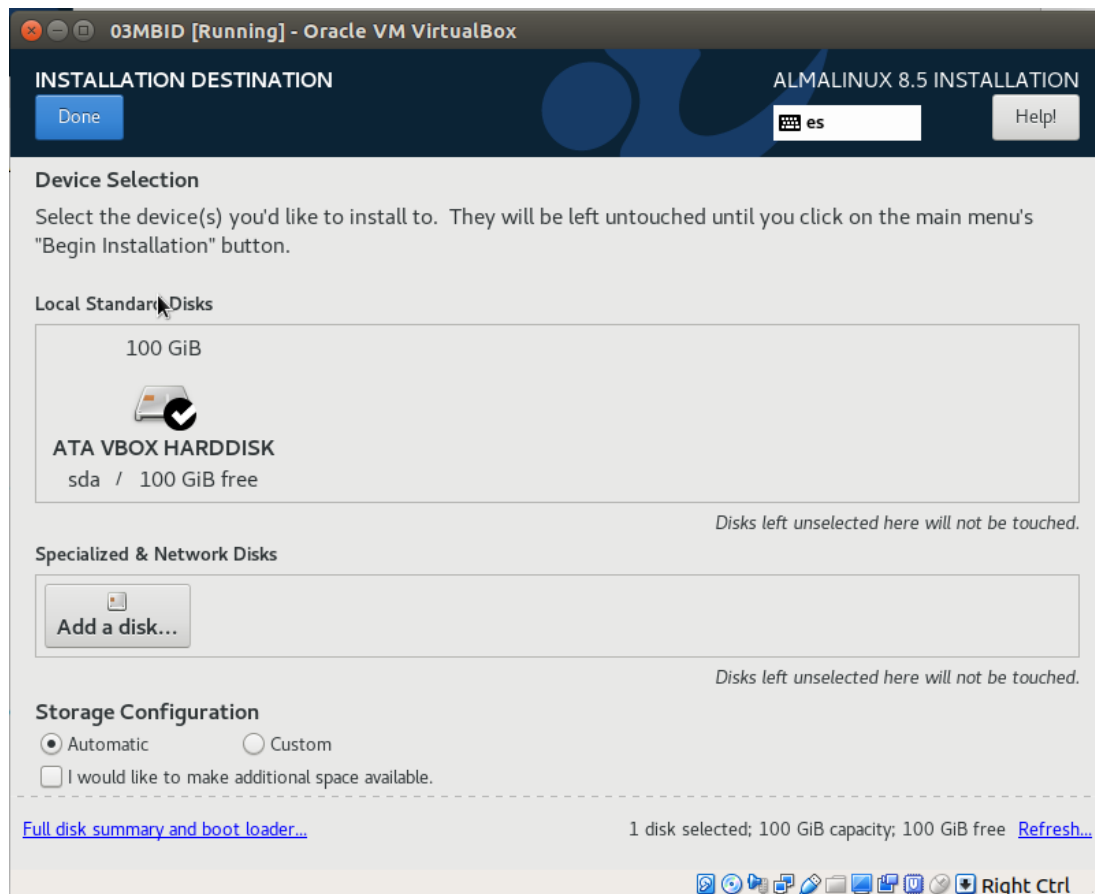 03MBID [Running] - Oracle VM VirtualBox
INSTALLATION DESTINATION
ALMALINUX 8.5 INSTALLATION
Done
es
Help!
Device Selection
Select the device(s) you'd like to install to. They will be left untouched until you click on the main menu's
"Begin Installation" button.
Local Standard Disks
100 GiB
ATA VBOX HARDDISK
sda / 100 GiB free
Disks left unselected here will not be touched.
Specialized & Network Disks
Add a disk...
Disks left unselected here will not be touched.
Storage Configuration
Automatic Custom
I would like to make additional space available.
Full disk summary and boot loader... 1 disk selected; 100 GiB capacity; 100 GiB free Refresh...
Right Ctrl